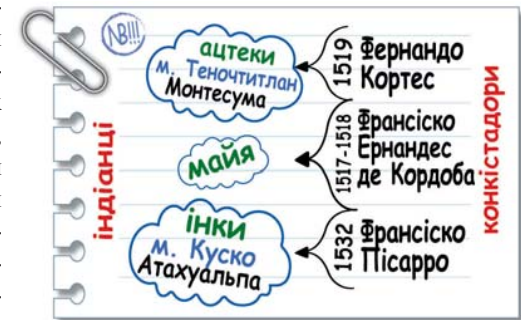 NB!!!
індіанці
ацтеки
м. Теночтитлан
Монтесума
1519
Фернандо
Кортес
майя
1517-1518
Франсіско
Ернандес
де Кордоба
інки
м. Куско
Атахуальпа
1532
Франсіско
Пісарро
конкістадори